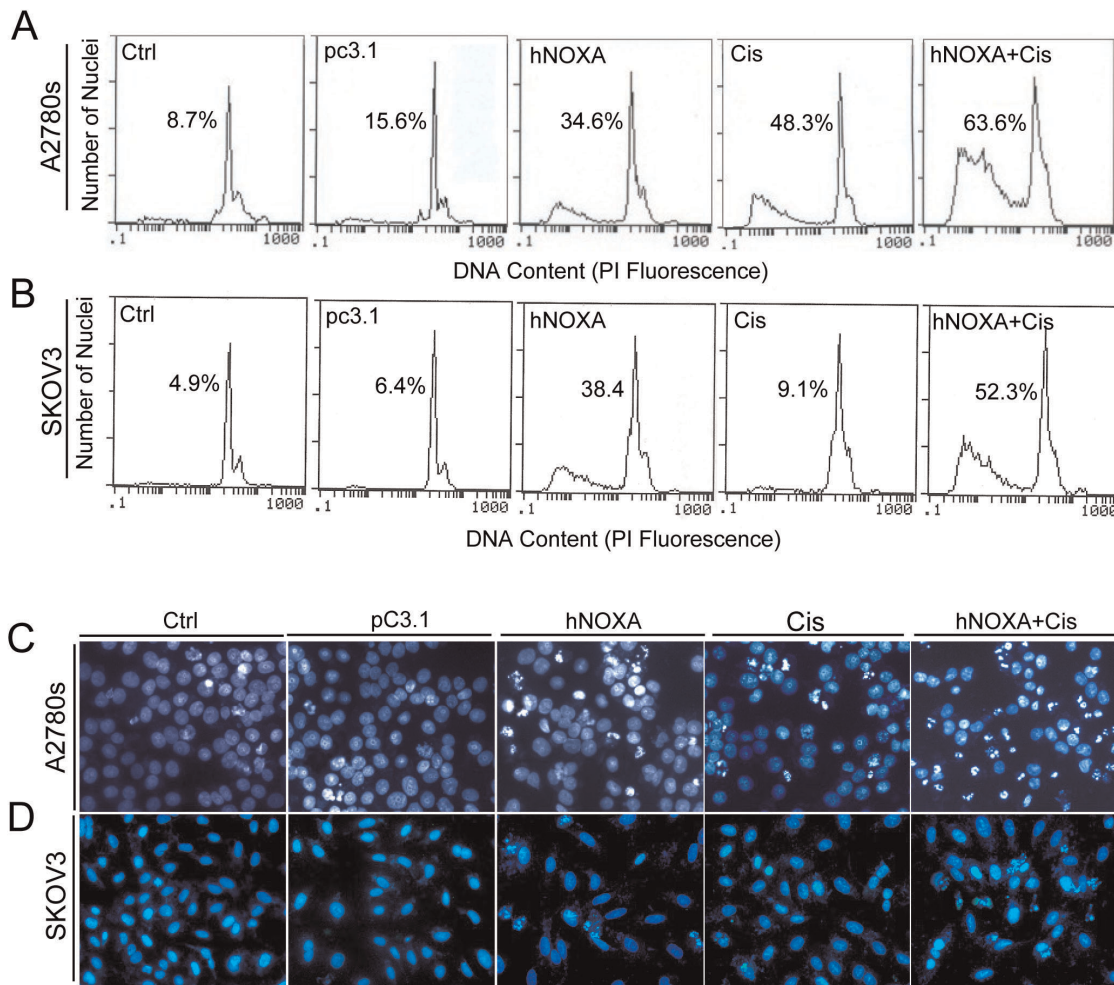 A
A2780s
Number of Nuclei
Ctrl
8.7%
pc3.1
15.6%
hNOXA
34.6%
Cis
48.3%
hNOXA+Cis
63.6%
.1 1000
.1 1000
.1 1000
.1 1000
.1 1000
DNA Content (PI Fluorescence)
B
SKOV3
Number of Nuclei
Ctrl
4.9%
pc3.1
6.4%
hNOXA
38.4
Cis
9.1%
hNOXA+Cis
52.3%
.1 1000
.1 1000
.1 1000
.1 1000
.1 1000
DNA Content (PI Fluorescence)
Ctrl
pC3.1
hNOXA
Cis
hNOXA+Cis
C
A2780s
D
SKOV3